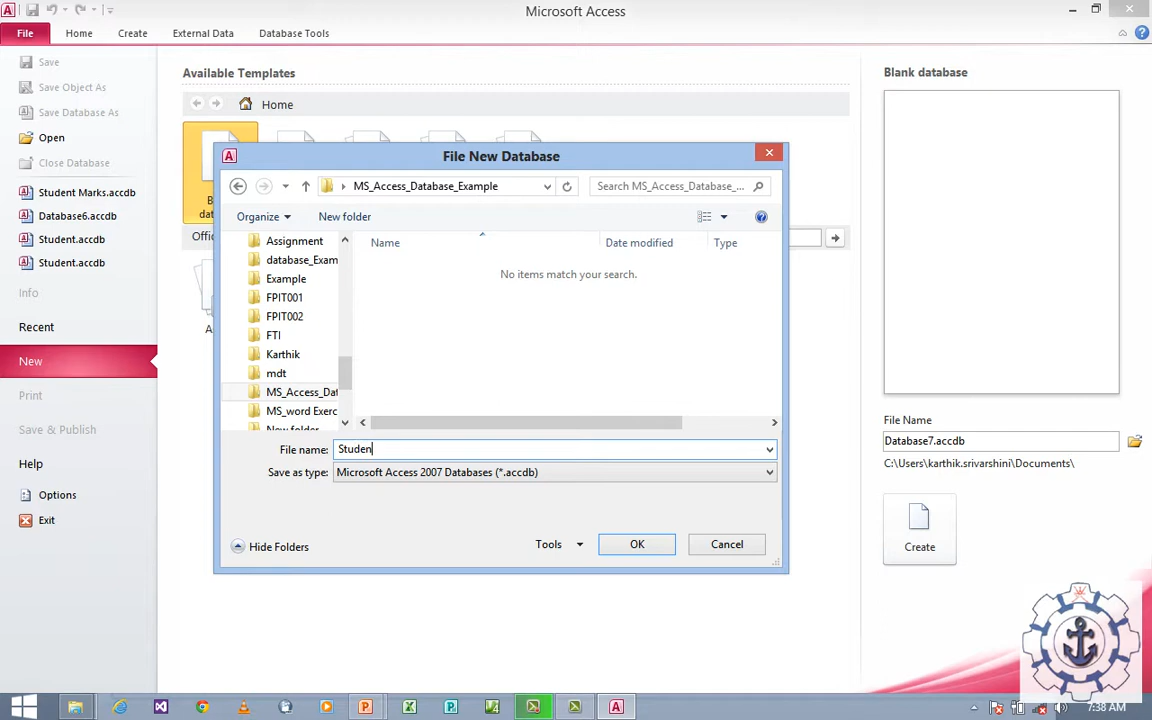 Microsoft Access
File Home Create External Data Database Tools
Save
Save Object As
Save Database As
Open
Close Database
Student Marks.accdb
Database6.accdb
Student.accdb
Student.accdb
Info
Recent
New
Print
Save & Publish
Help
Options
Exit
Available Templates
Home
File New Database
MS_Access_Database_Example
Search MS_Access_Database_...
Organize
New folder
Assignment
database_Exam
Example
FPIT001
FPIT002
FTI
Karthik
mdt
MS_Access_Dat
MS_word Exerc
New folder
Name
Date modified
Type
No items match your search.
File name: Studen
Save as type: Microsoft Access 2007 Databases (*.accdb)
Hide Folders
Tools
OK
Cancel
Blank database
File Name
Database7.accdb
C:\Users\karthik.srivarshini\Documents\
Create
7:38 AM